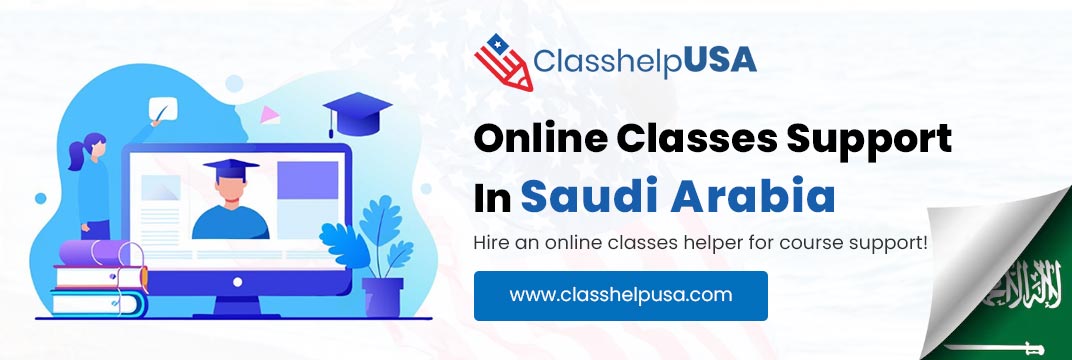 ClasshelpUSA
Online Classes Support
In Saudi Arabia
Hire an online classes helper for course support!
www.classhelpusa.com